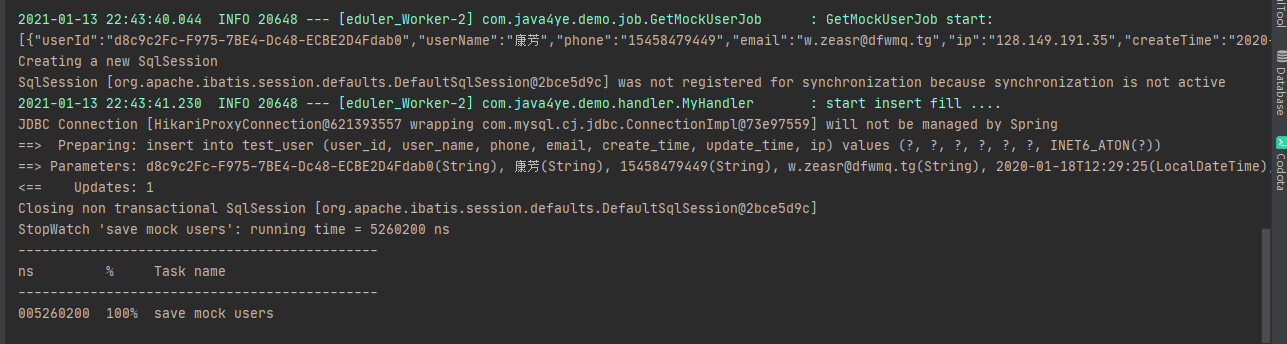 2021-01-13 22:43:40.044  INFO 20648 --- [eduler_Worker-2] com.java4ye.demo.job.GetMockUserJob      : GetMockUserJob start:
[{"userId":"d8c9c2Fc-F975-7BE4-Dc48-ECBE2D4Fdab0","userName":"康芳","phone":"15458479449","email":"w.zeasr@dfwmq.tg","ip":"128.149.191.35","createTime":"2020-
Creating a new SqlSession
SqlSession [org.apache.ibatis.session.defaults.DefaultSqlSession@2bce5d9c] was not registered for synchronization because synchronization is not active
2021-01-13 22:43:41.230  INFO 20648 --- [eduler_Worker-2] com.java4ye.demo.handler.MyHandler       : start insert fill ....
JDBC Connection [HikariProxyConnection@621393557 wrapping com.mysql.cj.jdbc.ConnectionImpl@73e97559] will not be managed by Spring
==>  Preparing: insert into test_user (user_id, user_name, phone, email, create_time, update_time, ip) values (?, ?, ?, ?, ?, ?, INET6_ATON(?))
==> Parameters: d8c9c2Fc-F975-7BE4-Dc48-ECBE2D4Fdab0(String), 康芳(String), 15458479449(String), w.zeasr@dfwmq.tg(String), 2020-01-18T12:29:25(LocalDateTime),
<==    Updates: 1
Closing non transactional SqlSession [org.apache.ibatis.session.defaults.DefaultSqlSession@2bce5d9c]
StopWatch 'save mock users': running time = 5260200 ns
---------------------------------------------
ns         %     Task name
---------------------------------------------
005260200  100%  save mock users
Database
Codota